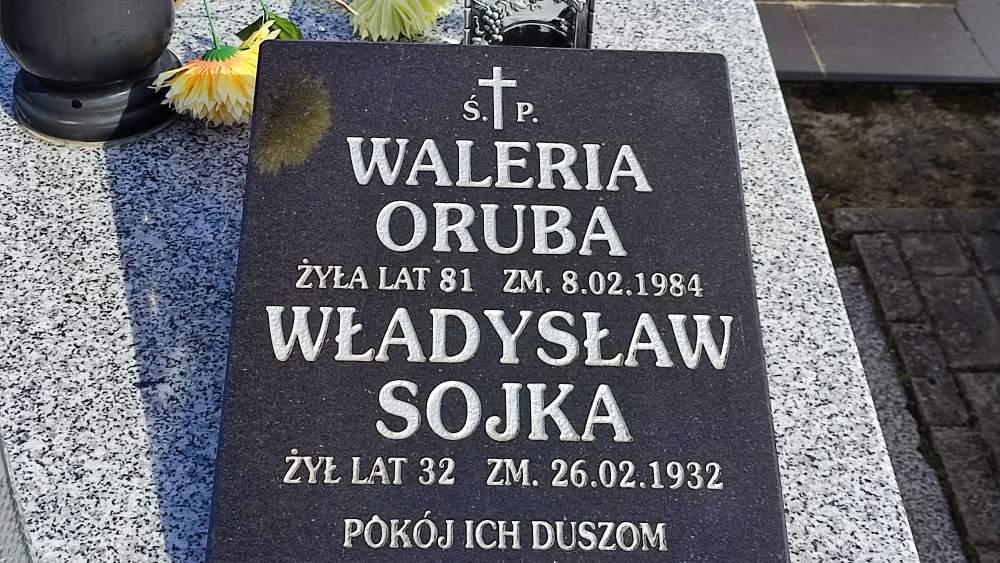 Ś. P.
WALERIA
ORUBA
ŻYŁA LAT 81 ZM. 8.02.1984
WŁADYSŁAW
SOJKA
ŻYŁ LAT 32 ZM. 26.02.1932
POKÓJ ICH DUSZOM